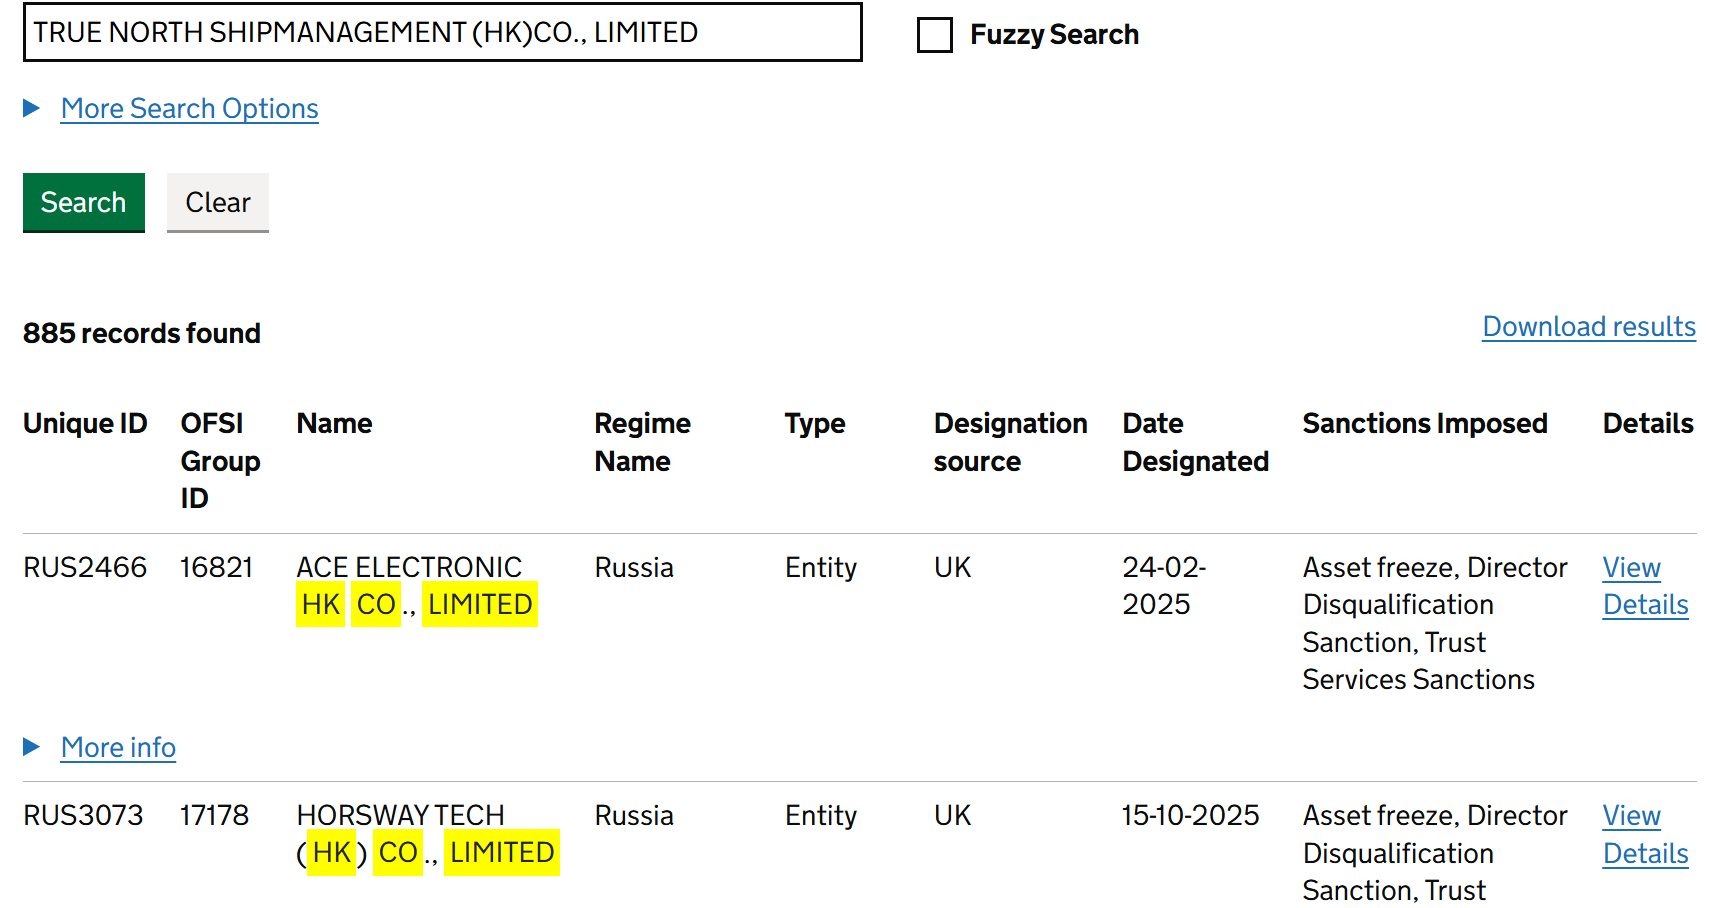 TRUE NORTH SHIPMANAGEMENT (HK)CO., LIMITED
Fuzzy Search
More Search Options
Search
Clear
885 records found
Download results
Unique ID
OFSI Group ID
Name
Regime Name
Type
Designation source
Date Designated
Sanctions Imposed
Details
RUS2466
16821
ACE ELECTRONIC
HK CO., LIMITED
Russia
Entity
UK
24-02-
2025
Asset freeze, Director
Disqualification
Sanction, Trust
Services Sanctions
View
Details
More info
RUS3073
17178
HORSWAY TECH
(HK) CO., LIMITED
Russia
Entity
UK
15-10-2025
Asset freeze, Director
Disqualification
Sanction, Trust
View
Details